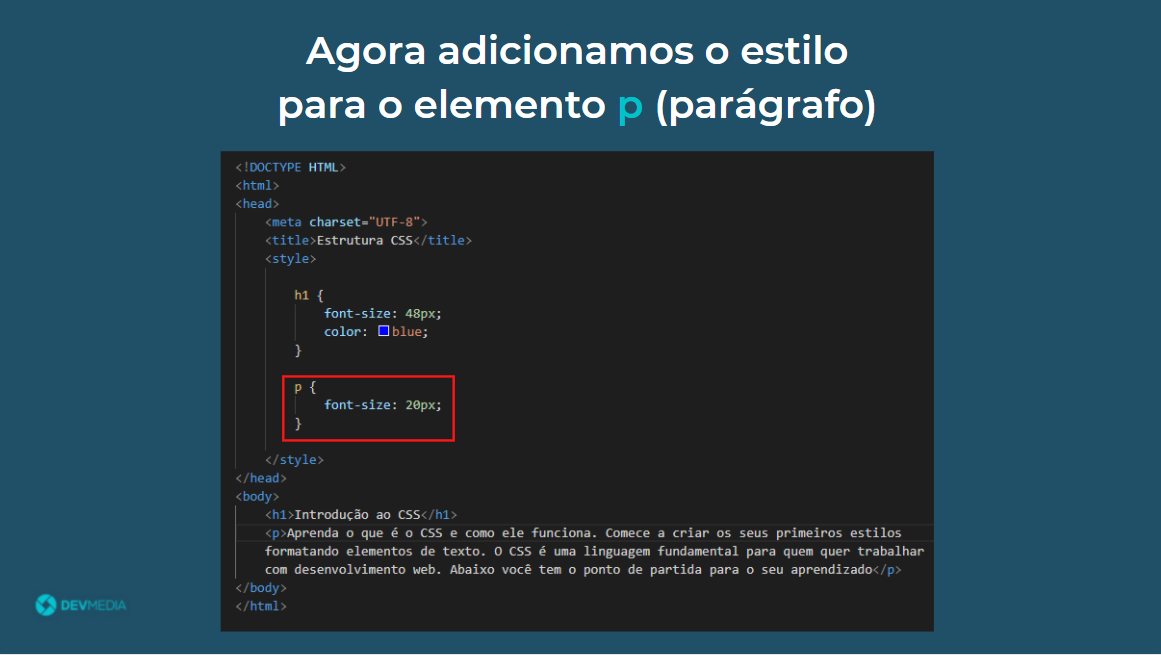 Agora adicionamos o estilo
para o elemento p (parágrafo)
<!DOCTYPE HTML>
<html>
<head>
<meta charset="UTF-8">
<title>Estrutura CSS</title>
<style>
h1 {
font-size: 48px;
color: blue;
}
p {
font-size: 20px;
}
</style>
</head>
<body>
<h1>Introdução ao CSS</h1>
<p>Aprenda o que é o CSS e como ele funciona. Comece a criar os seus primeiros estilos
formatando elementos de texto. O CSS é uma linguagem fundamental para quem quer trabalhar
com desenvolvimento web. Abaixo você tem o ponto de partida para o seu aprendizado</p>
</body>
</html>
DEVMEDIA